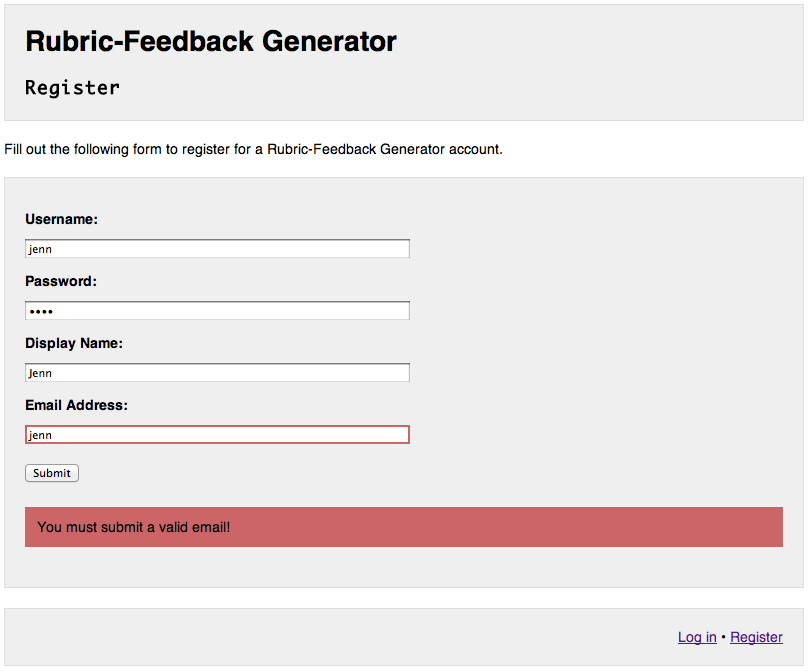 Rubric-Feedback Generator
Register
Fill out the following form to register for a Rubric-Feedback Generator account.
Username:
jenn
Password:
••••
Display Name:
Jenn
Email Address:
jenn
Submit
You must submit a valid email!
Log in • Register